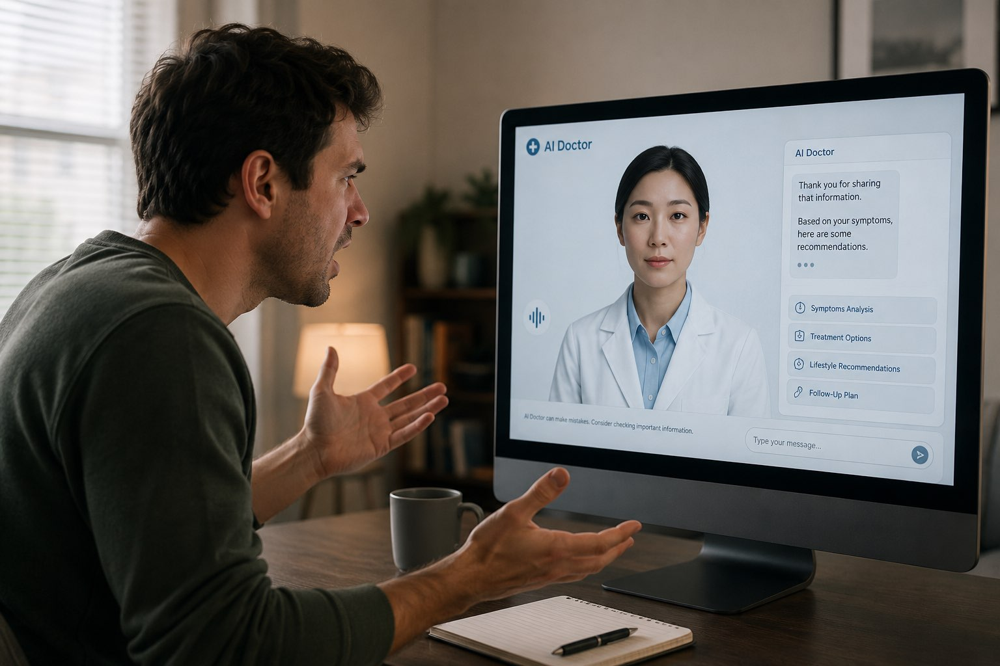 AI Doctor
AI Doctor
Thank you for sharing
that information.
Based on your symptoms,
here are some
recommendations.
Symptoms Analysis
Treatment Options
Lifestyle Recommendations
Follow-Up Plan
AI Doctor can make mistakes. Consider checking important information.
Type your message...